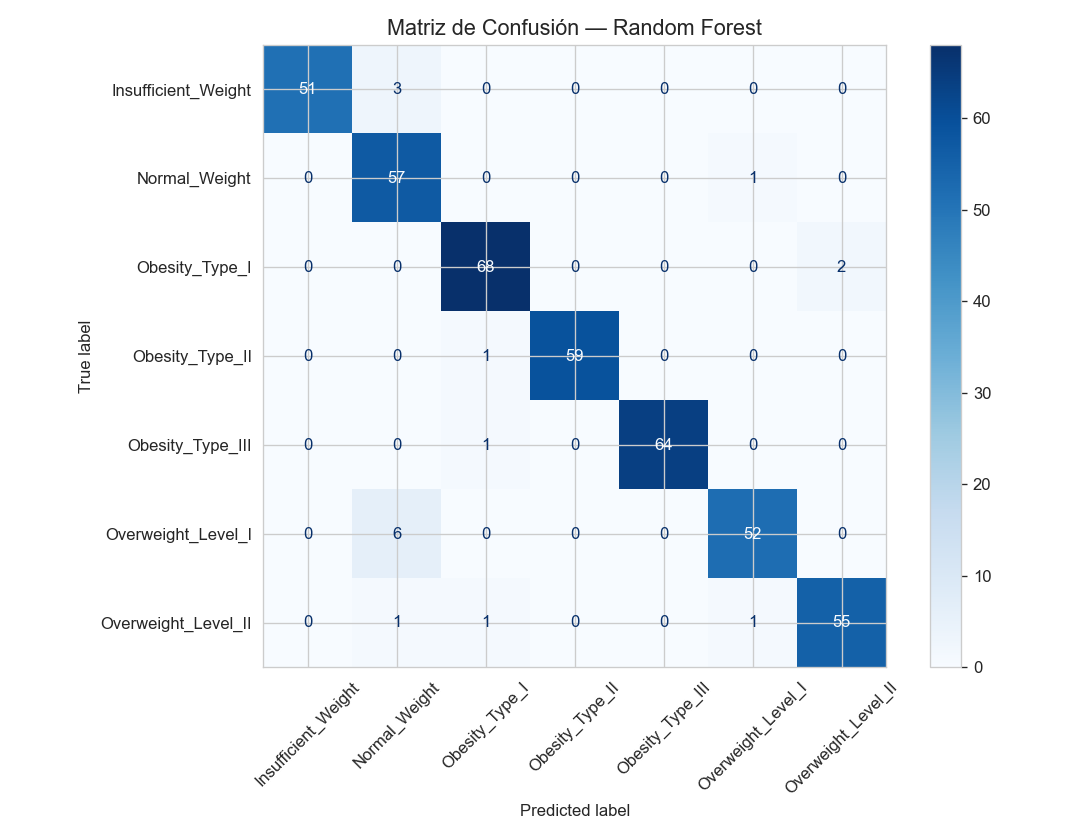 Matriz de Confusión — Random Forest
True label
Insufficient_Weight 51 3 0 0 0 0 0
Normal_Weight 0 57 0 0 0 1 0
Obesity_Type_I 0 0 68 0 0 0 2
Obesity_Type_II 0 0 1 59 0 0 0
Obesity_Type_III 0 0 1 0 64 0 0
Overweight_Level_I 0 6 0 0 0 52 0
Overweight_Level_II 0 1 1 0 0 1 55
Insufficient_Weight Normal_Weight Obesity_Type_I Obesity_Type_II Obesity_Type_III Overweight_Level_I Overweight_Level_II
Predicted label
60
50
40
30
20
10
0